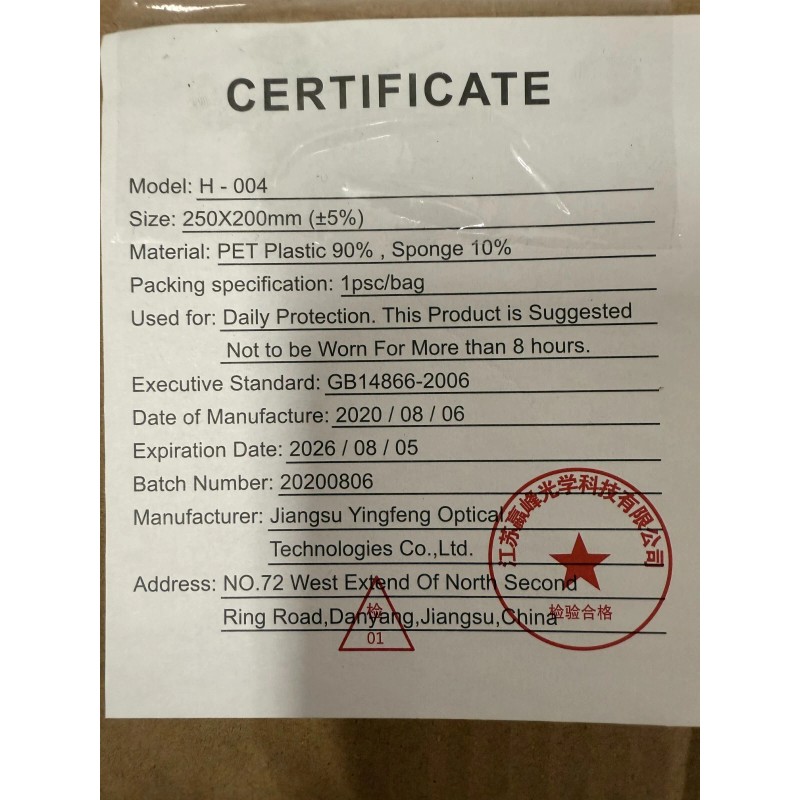 CERTIFICATE
Model: H - 004
Size: 250X200mm (±5%)
Material: PET Plastic 90% , Sponge 10%
Packing specification: 1psc/bag
Used for: Daily Protection. This Product is Suggested
Not to be Worn For More than 8 hours.
Executive Standard: GB14866-2006
Date of Manufacture: 2020 / 08 / 06
Expiration Date: 2026 / 08 / 05
Batch Number: 20200806
Manufacturer: Jiangsu Yingfeng Optical
Technologies Co.,Ltd.
Address: NO.72 West Extend Of North Second
Ring Road,Danyang,Jiangsu,China
江苏赢峰光学科技有限公司
检验合格
检
01